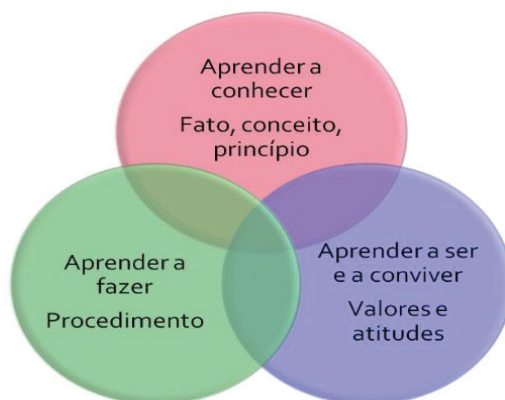 Aprender a
conhecer
Fato, conceito,
princípio
Aprender a
fazer
Procedimento
Aprender a ser
e a conviver
Valores e
atitudes